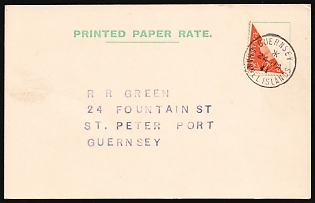 PRINTED PAPER RATE.
GUERNSEY
CHANNEL ISLANDS
R R GREEN
24 FOUNTAIN ST
ST. PETER PORT
GUERNSEY